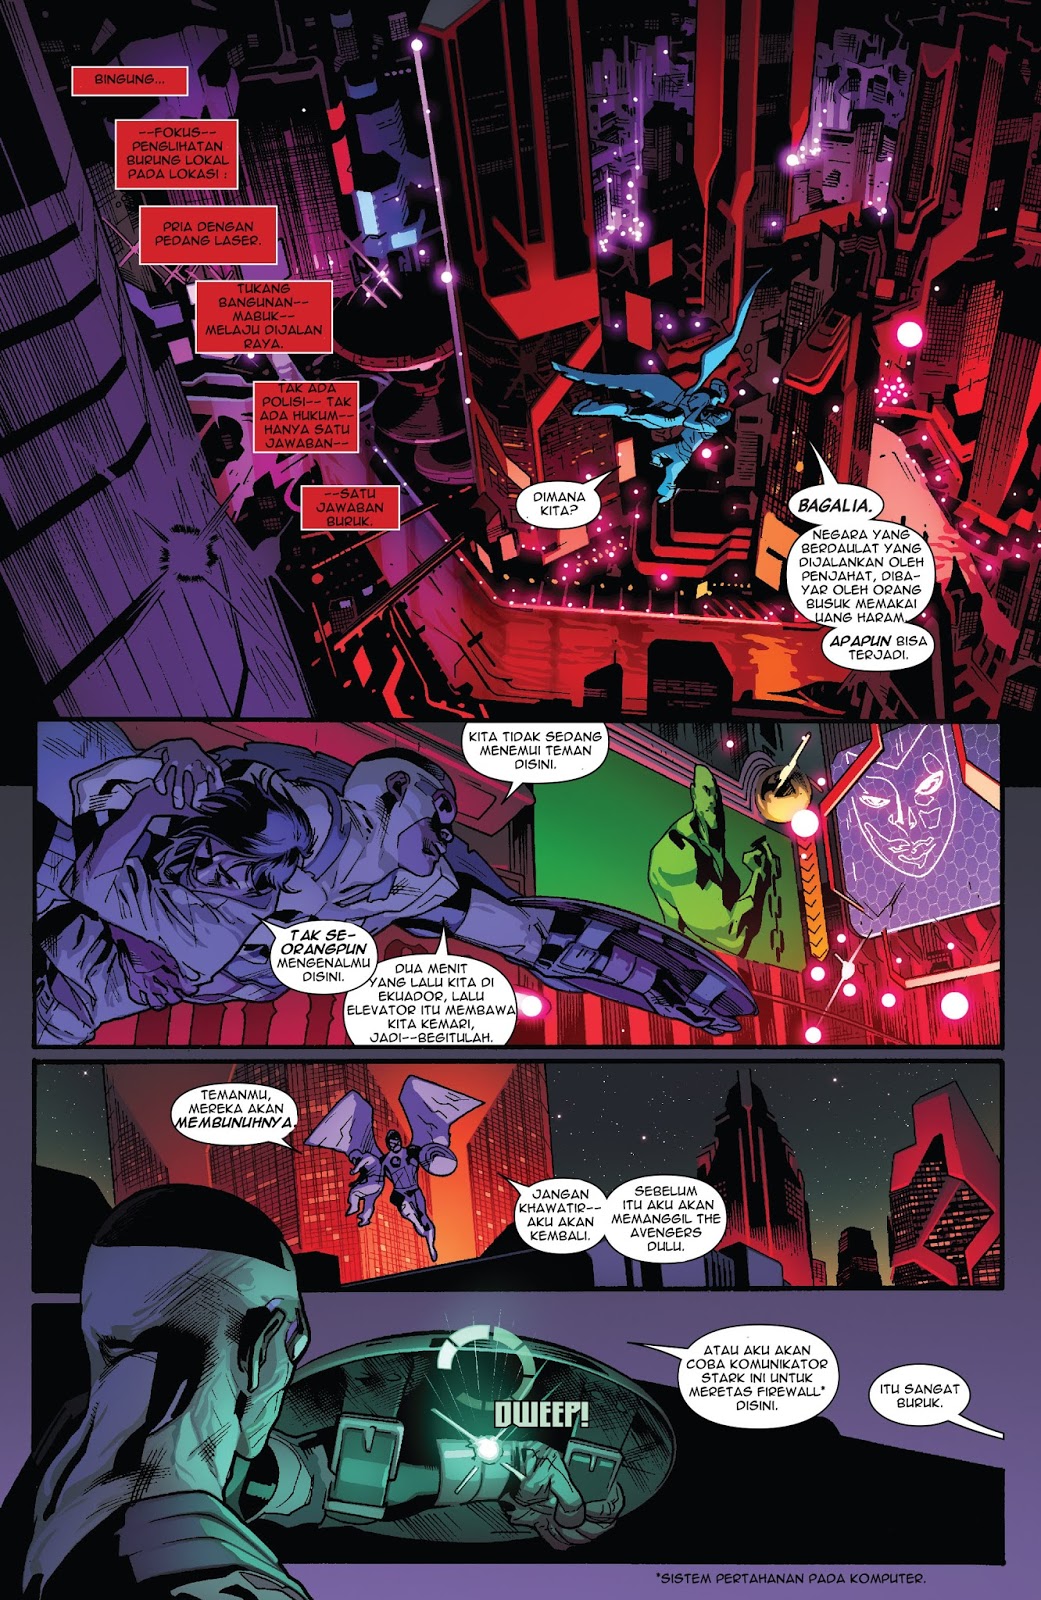 BINGUNG...
--FOKUS--
PENGLIHATAN
BURUNG LOKAL
PADA LOKASI :
PRIA DENGAN
PEDANG LASER.
TUKANG
BANGUNAN--
MABUK--
MELAJU DIJALAN
RAYA.
TAK ADA
POLISI-- TAK
ADA HUKUM--
HANYA SATU
JAWABAN--
--SATU
JAWABAN
BURUK.
DIMANA
KITA?
BAGALIA.
NEGARA YANG
BERDAULAT YANG
DIJALANKAN OLEH
PENJAHAT, DIBA-
YAR OLEH ORANG
BUSUK MEMAKAI
UANG HARAM.
APAPUN BISA
TERJADI.
KITA TIDAK SEDANG
MENEMUI TEMAN
DISINI.
TAK SE-
ORANGPUN
MENGENALMU
DISINI.
DUA MENIT
YANG LALU KITA DI
EKUADOR, LALU
ELEVATOR ITU MEMBAWA
KITA KEMARI,
JADI--BEGITULAH.
TEMANMU,
MEREKA AKAN
MEMBUNUHNYA.
JANGAN
KHAWATIR--
AKU AKAN
KEMBALI.
SEBELUM
ITU AKU AKAN
MEMANGGIL THE
AVENGERS
DULU.
DWEEP!
ATAU AKU AKAN
COBA KOMUNIKATOR
STARK INI UNTUK
MERETAS FIREWALL*
DISINI.
ITU SANGAT
BURUK.
*SISTEM PERTAHANAN PADA KOMPUTER.